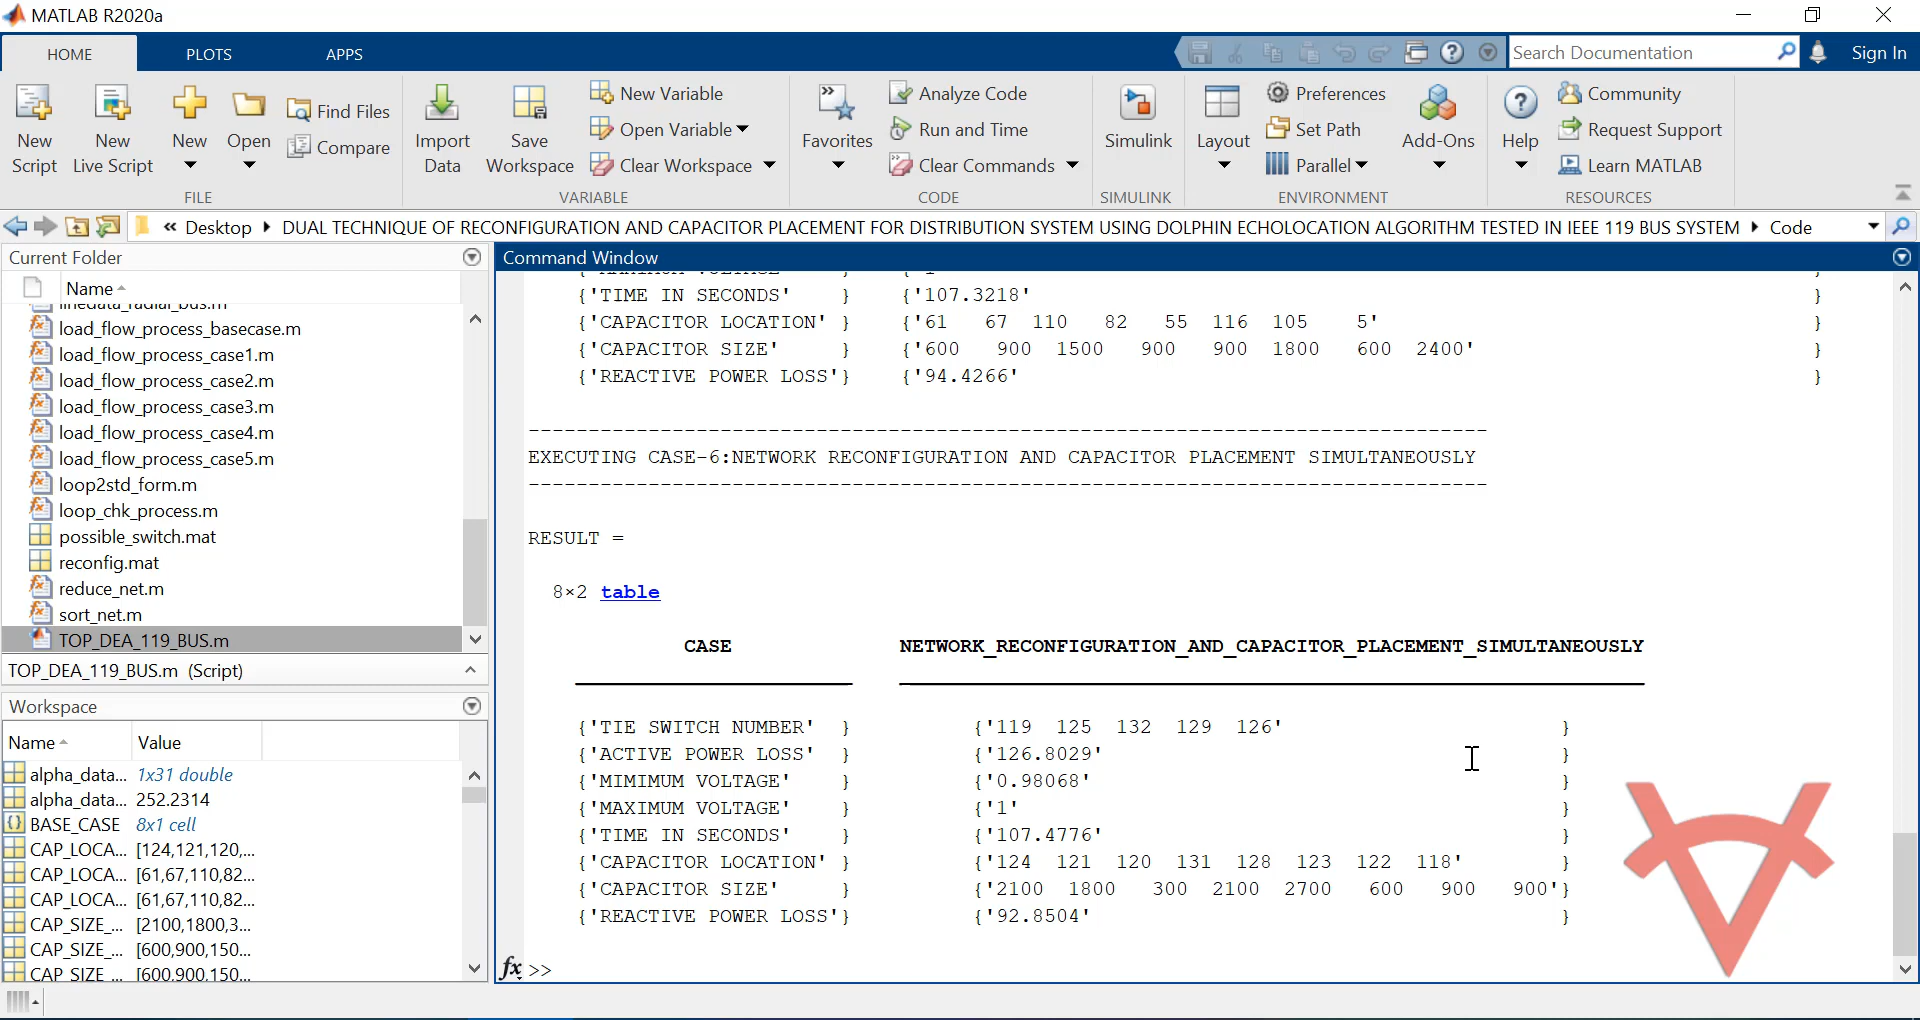 MATLAB R2020a
HOME PLOTS APPS
Search Documentation
Sign In
New Script
New Live Script
New
Open
Find Files
Compare
FILE
Import Data
Save Workspace
New Variable
Open Variable
Clear Workspace
VARIABLE
Favorites
Analyze Code
Run and Time
Clear Commands
CODE
Simulink
SIMULINK
Layout
Preferences
Set Path
Parallel
Add-Ons
ENVIRONMENT
Help
Community
Request Support
Learn MATLAB
RESOURCES
« Desktop ▸ DUAL TECHNIQUE OF RECONFIGURATION AND CAPACITOR PLACEMENT FOR DISTRIBUTION SYSTEM USING DOLPHIN ECHOLOCATION ALGORITHM TESTED IN IEEE 119 BUS SYSTEM ▸ Code
Current Folder
Name
linedata_radial_bus.m
load_flow_process_basecase.m
load_flow_process_case1.m
load_flow_process_case2.m
load_flow_process_case3.m
load_flow_process_case4.m
load_flow_process_case5.m
loop2std_form.m
loop_chk_process.m
possible_switch.mat
reconfig.mat
reduce_net.m
sort_net.m
TOP_DEA_119_BUS.m
TOP_DEA_119_BUS.m (Script)
Workspace
Name Value
alpha_data... 1x31 double
alpha_data... 252.2314
BASE_CASE 8x1 cell
CAP_LOCA... [124,121,120,...
CAP_LOCA... [61,67,110,82...
CAP_LOCA... [61,67,110,82...
CAP_SIZE_... [2100,1800,3...
CAP_SIZE_... [600,900,150...
CAP_SIZE_... [600,900,150...
Command Window
{'MAXIMUM VOLTAGE' } {'1' }
{'TIME IN SECONDS' } {'107.3218' }
{'CAPACITOR LOCATION' } {'61 67 110 82 55 116 105 5' }
{'CAPACITOR SIZE' } {'600 900 1500 900 900 1800 600 2400' }
{'REACTIVE POWER LOSS'} {'94.4266' }
--------------------------------------------------------------------------------
EXECUTING CASE-6:NETWORK RECONFIGURATION AND CAPACITOR PLACEMENT SIMULTANEOUSLY
--------------------------------------------------------------------------------
RESULT =
8×2 table
CASE NETWORK_RECONFIGURATION_AND_CAPACITOR_PLACEMENT_SIMULTANEOUSLY
{'TIE SWITCH NUMBER' } {'119 125 132 129 126' }
{'ACTIVE POWER LOSS' } {'126.8029' }
{'MIMIMUM VOLTAGE' } {'0.98068' }
{'MAXIMUM VOLTAGE' } {'1' }
{'TIME IN SECONDS' } {'107.4776' }
{'CAPACITOR LOCATION' } {'124 121 120 131 128 123 122 118' }
{'CAPACITOR SIZE' } {'2100 1800 300 2100 2700 600 900 900'}
{'REACTIVE POWER LOSS'} {'92.8504' }
fx >>